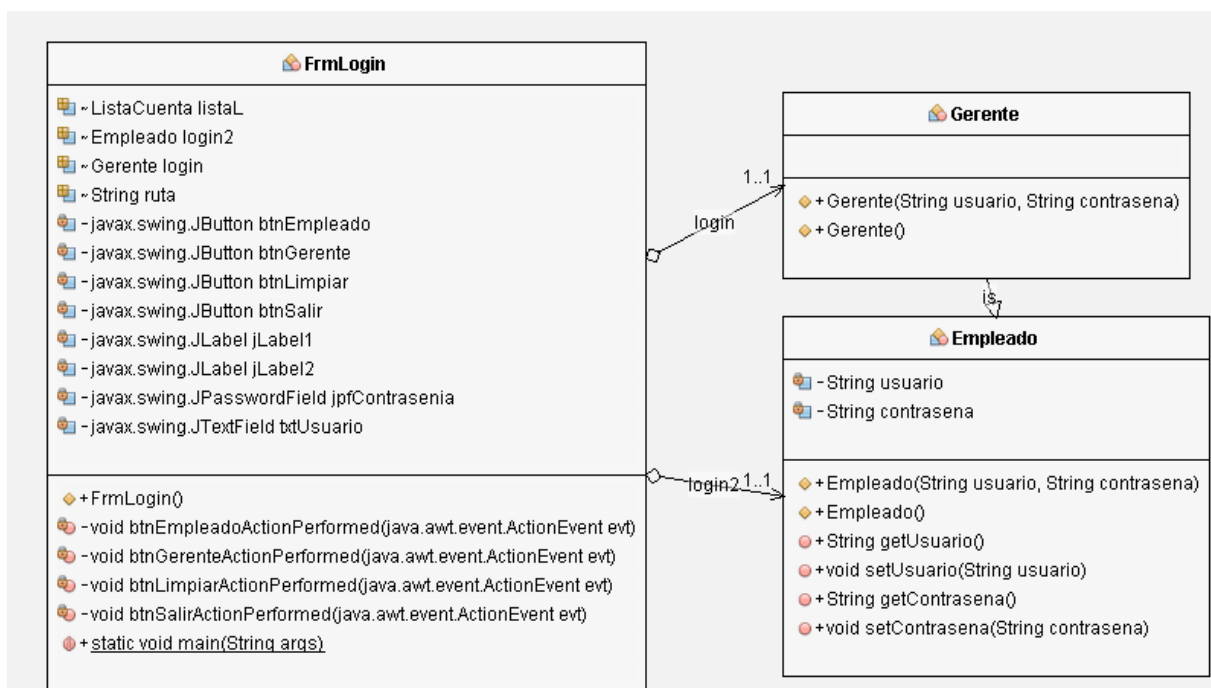 FrmLogin
~ListaCuenta listaL
~Empleado login2
~Gerente login
~String ruta
-javax.swing.JButton btnEmpleado
-javax.swing.JButton btnGerente
-javax.swing.JButton btnLimpiar
-javax.swing.JButton btnSalir
-javax.swing.JLabel jLabel1
-javax.swing.JLabel jLabel2
-javax.swing.JPasswordField jpfContrasenia
-javax.swing.JTextField txtUsuario
+FrmLogin()
-void btnEmpleadoActionPerformed(java.awt.event.ActionEvent evt)
-void btnGerenteActionPerformed(java.awt.event.ActionEvent evt)
-void btnLimpiarActionPerformed(java.awt.event.ActionEvent evt)
-void btnSalirActionPerformed(java.awt.event.ActionEvent evt)
+static void main(String args)
login
1..1
login2
1..1
Gerente
+Gerente(String usuario, String contrasena)
+Gerente()
is
Empleado
-String usuario
-String contrasena
+Empleado(String usuario, String contrasena)
+Empleado()
+String getUsuario()
+void setUsuario(String usuario)
+String getContrasena()
+void setContrasena(String contrasena)